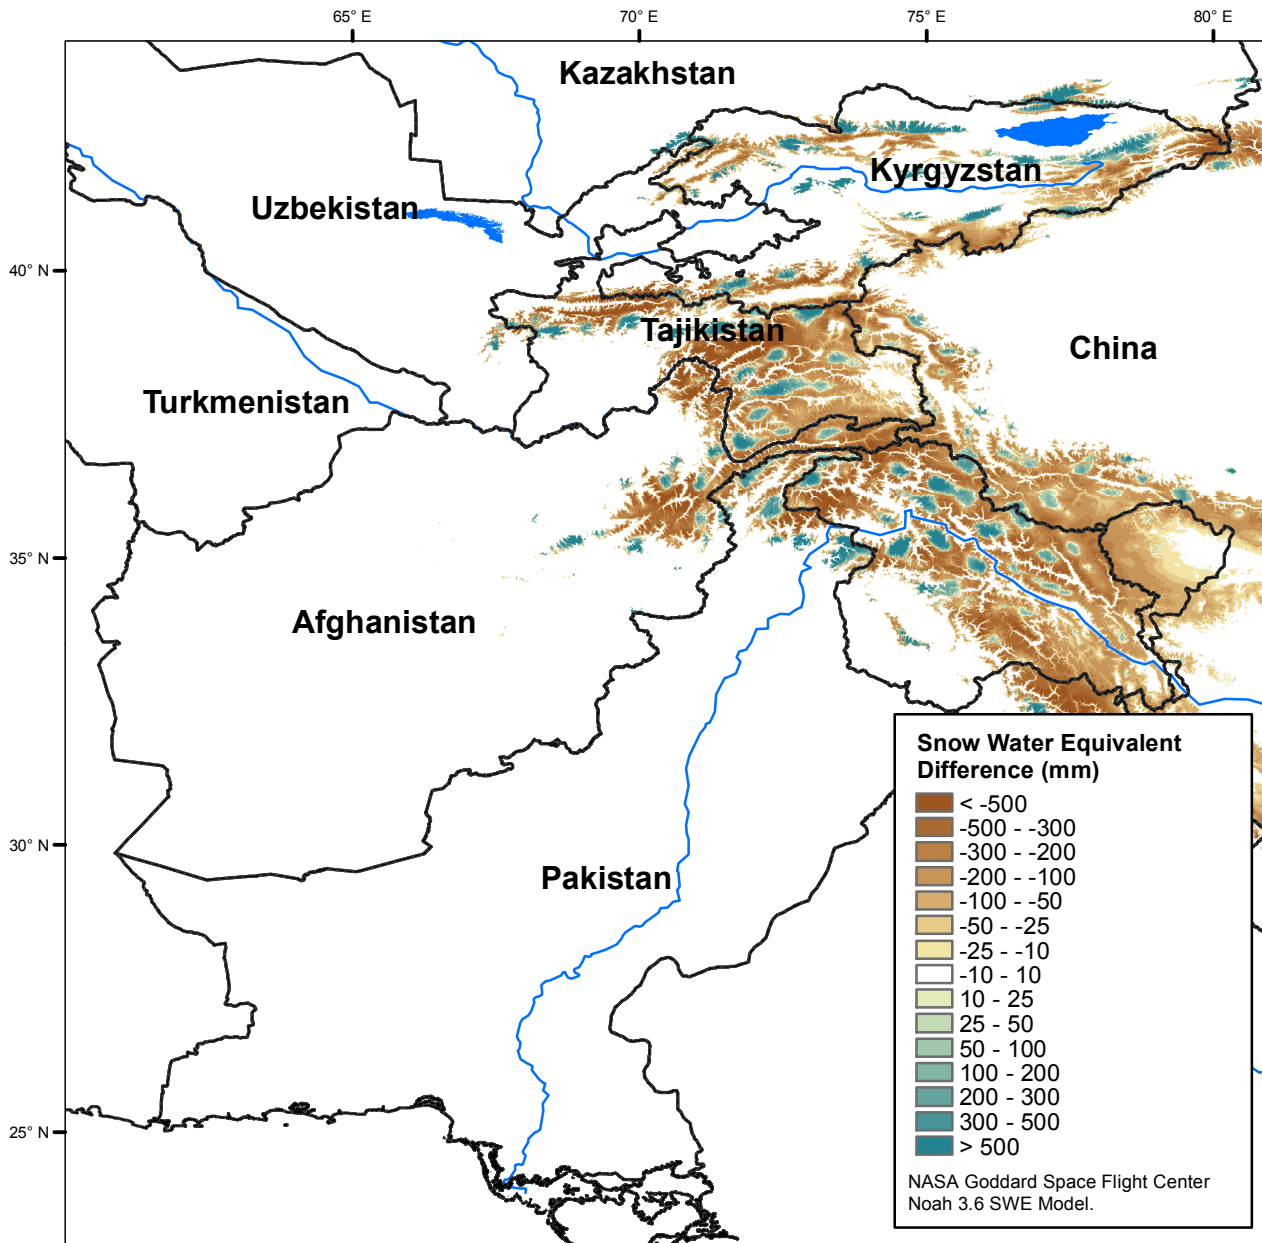 65° E
70° E
75° E
80° E
Kazakhstan
Kyrgyzstan
Uzbekistan
40° N
Tajikistan
China
Turkmenistan
35° N
Afghanistan
Snow Water Equivalent
Difference (mm)
< -500
-500 - -300
-300 - -200
-200 - -100
-100 - -50
-50 - -25
-25 - -10
-10 - 10
10 - 25
25 - 50
50 - 100
100 - 200
200 - 300
300 - 500
> 500
30° N
Pakistan
25° N
NASA Goddard Space Flight Center
Noah 3.6 SWE Model.